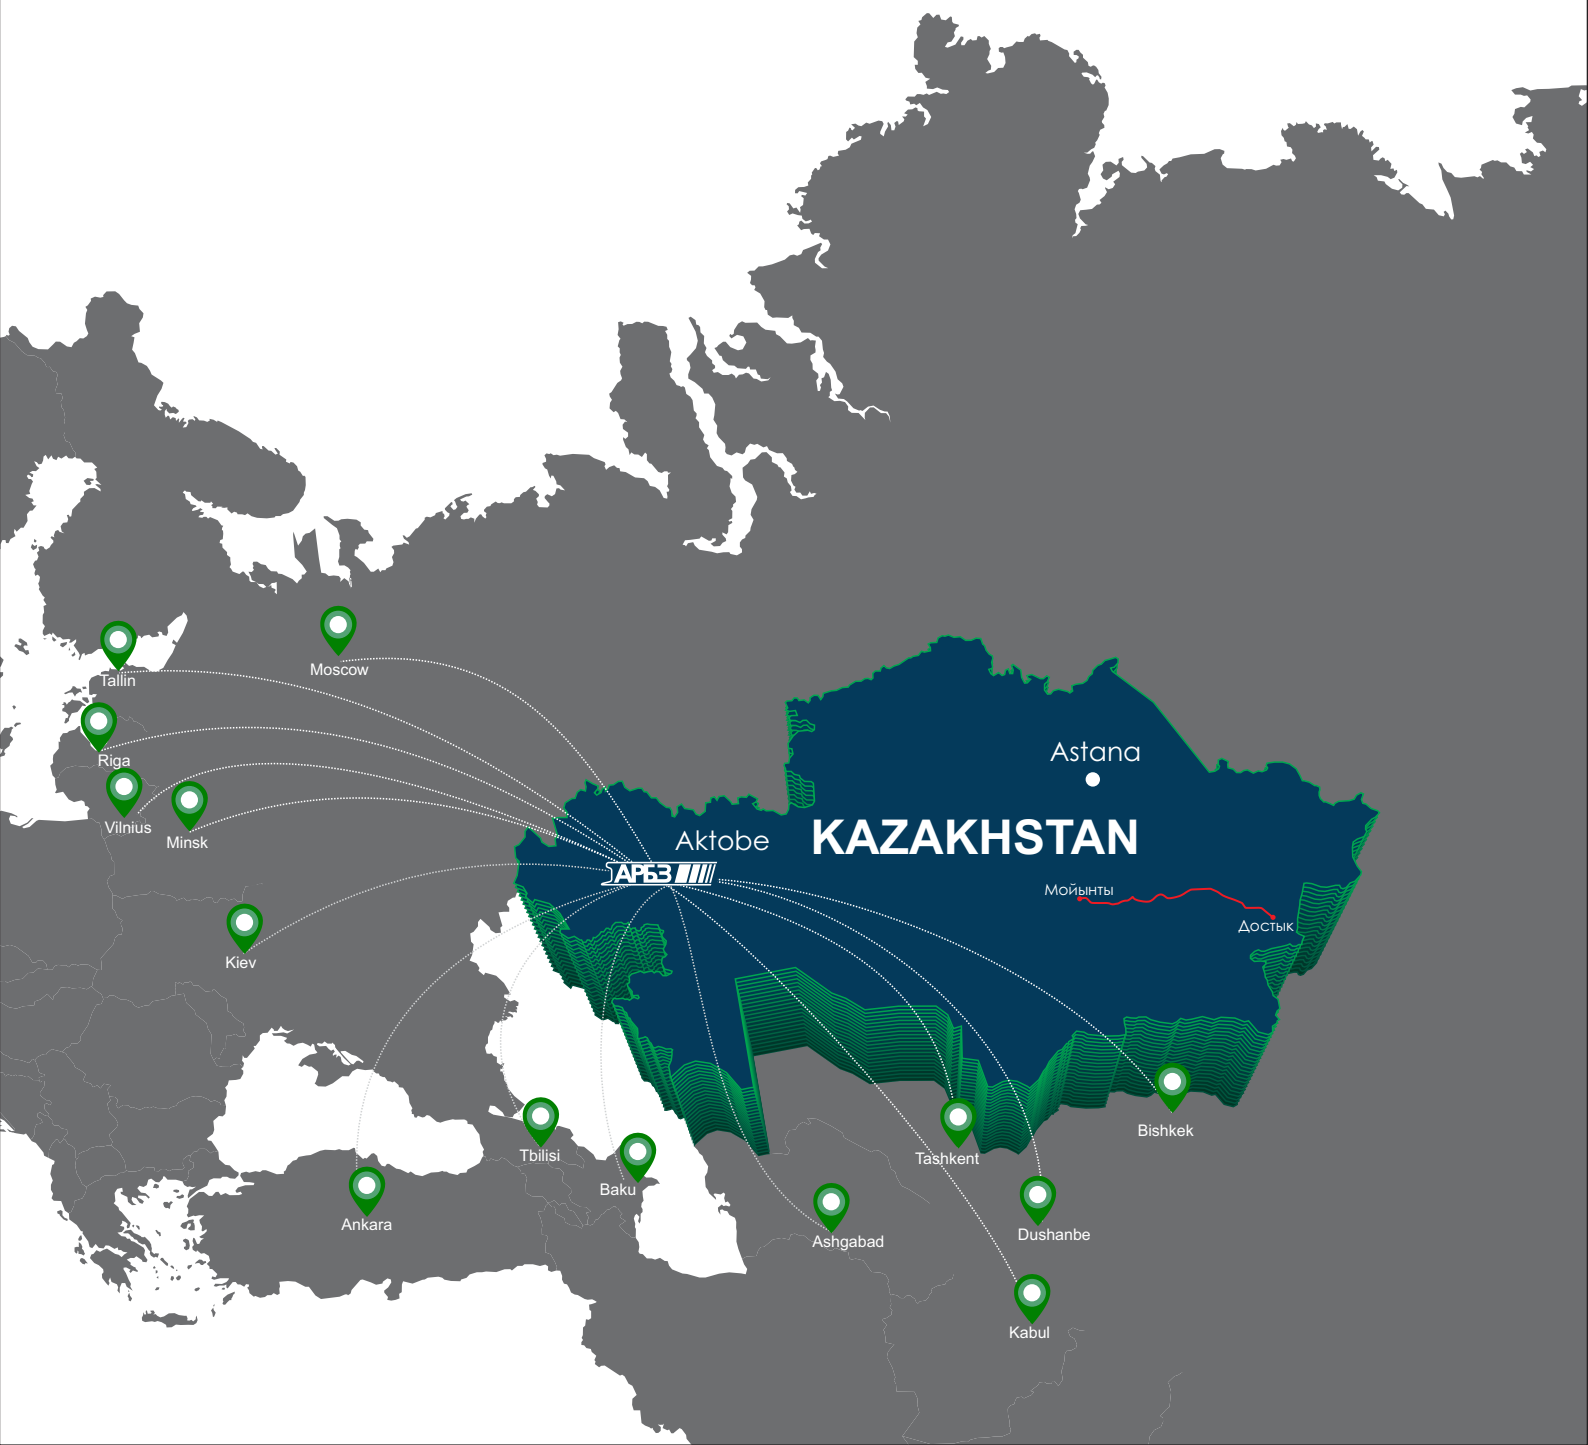 Moscow
Tallin
Riga
Vilnius
Minsk
Kiev
Astana
Aktobe
KAZAKHSTAN
АРБЗ
Мойынты
Достык
Tbilisi
Baku
Ankara
Tashkent
Bishkek
Ashgabad
Dushanbe
Kabul